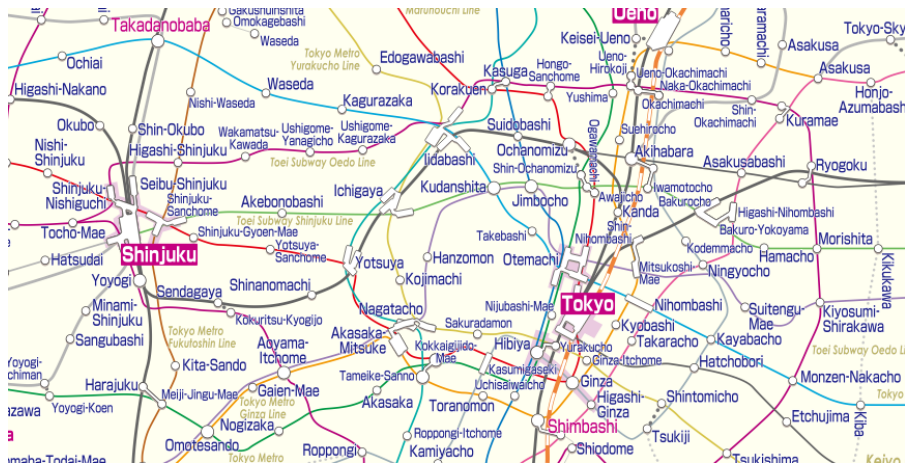 Marunouchi Line
Gakushuinshita
Omokagebashi
Waseda
Takadanobaba
Ochiai
Higashi-Nakano
Okubo
Shin-Okubo
Higashi-Shinjuku
Nishi-
Shinjuku
Shinjuku-
Nishiguchi
Seibu-Shinjuku
Shinjuku-
Sanchome
Tocho-Mae
Hatsudai
Shinjuku
Yoyogi
Minami-
Shinjuku
Sangubashi
Harajuku
Yoyogi-Koen
Meiji-Jingu-Mae
Kita-Sando
Tokyo Metro
Fukutoshin Line
Omotesando
Nishi-Waseda
Waseda
Kagurazaka
Wakamatsu-
Kawada
Ushigome-
Yanagicho
Ushigome-
Kagurazaka
Toei Subway Oedo Line
Tokyo Metro
Yurakucho Line
Edogawabashi
Iidabashi
Ichigaya
Akebonobashi
Toei Subway Shinjuku Line
Shinjuku-Gyoen-Mae
Yotsuya-
Sanchome
Yotsuya
Sendagaya
Shinanomachi
Kokuritsu-Kyogijo
Aoyama-
Itchome
Gaien-Mae
Tokyo Metro
Ginza Line
Nogizaka
Tokyo Metro
Roppongi
Kasuga
Korakuen
Hongo-
Sanchome
Suidobashi
Ochanomizu
Shin-Ochanomizu
Ogawamachi
Awajicho
Kudanshita
Jimbocho
Takebashi
Hanzomon
Kojimachi
Nagatacho
Akasaka-
Mitsuke
Sakuradamon
Kokkaigijido-
Mae
Tameike-Sanno
Akasaka
Toranomon
Roppongi-Itchome
Kamiyacho
Kasumigaseki
Uchisaiwaicho
Hibiya
Nijubashi-Mae
Otemachi
Tokyo
Yurakucho
Ginza-Itchome
Ginza
Higashi-
Ginza
Shimbashi
Shiodome
Ueno
Keisei-Ueno
Ueno-
Hirokoji
Ueno-Okachimachi
Naka-Okachimachi
Okachimachi
Yushima
Suehirocho
Akihabara
Iwamotocho
Kanda
Shin-
Nihombashi
Mitsukoshi-
Mae
Nihombashi
Kyobashi
Takaracho
Kayabacho
Hatchobori
Shintomicho
Tsukiji
Tsukishima
Etchujima
Monzen-Nakacho
Kiba
Asakusa
Tokyo-Sky
Asakusa
Honjo-
Azumabashi
Shin-
Okachimachi
Kuramae
Asakusabashi
Ryogoku
Bakurocho
Higashi-Nihombashi
Bakuro-Yokoyama
Kodemmacho
Ningyocho
Hamacho
Morishita
Kikukawa
Suitengu-
Mae
Kiyosumi-
Shirakawa
Toei Subway Oedo Li
Tokyo
Keiyo